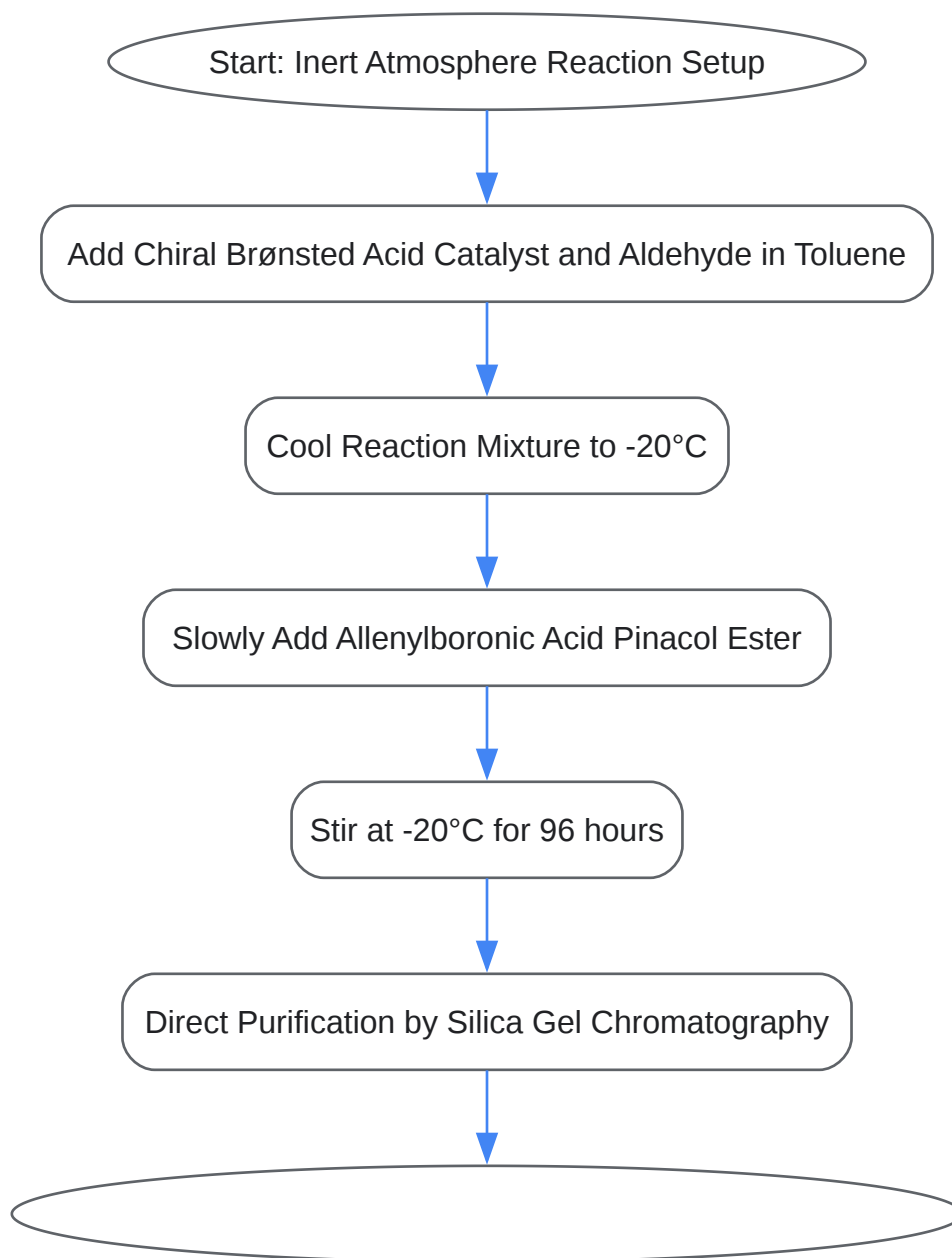 Start: Inert Atmosphere Reaction Setup
Add Chiral Brønsted Acid Catalyst and Aldehyde in Toluene
Cool Reaction Mixture to -20°C
Slowly Add Allenylboronic Acid Pinacol Ester
Stir at -20°C for 96 hours
Direct Purification by Silica Gel Chromatography